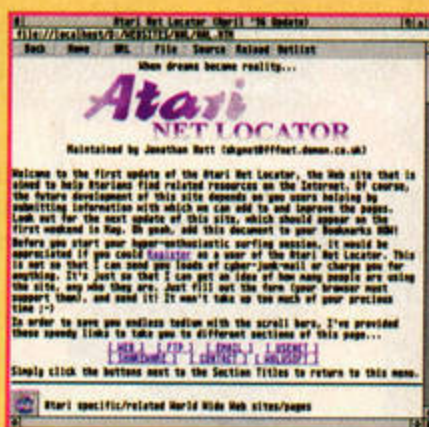 Atari Net Locator (April '96 Update)
file://localhost/D:/WEBSITES/HAL/HAL.HTM
Back Home URL File Source Reload Hotlist
When dreams become reality...
Atari
NET LOCATOR
Maintained by Jonathan Nott
Welcome to the first update of the Atari Net Locator, the Web site that is
aimed to help Atarians find related resources on the Internet. Of course,
the future development of this site depends on you users helping by
submitting information with which we can add to and improve the pages.
Look out for the next update of this site, which should appear on the
first weekend in May. Oh yeah, add this document to your Bookmarks NOW!
Before you start your hyper-enthusiastic surfing session, it would be
appreciated if you could Register as a user of the Atari Net Locator. This
is not so that I can send you loads of cyber-junk-mail or charge you for
anything. It's just so that I can get an idea of how many people are using
the site, and who they are. Just fill out the form (your browser must
support them), and send it! It won't take up too much of your precious
time ;-)
In order to save you endless tedium with the scroll bars, I've provided
these speedy links to take you to different sections of this page...
[ WEB ] [ FTP ] [ EMAIL ] [ USENET ]
[ SHAREWARE ] [ CONTACT ]
Simply click the buttons next to the Section Titles to return to this menu.
Atari specific/related World Wide Web sites/pages